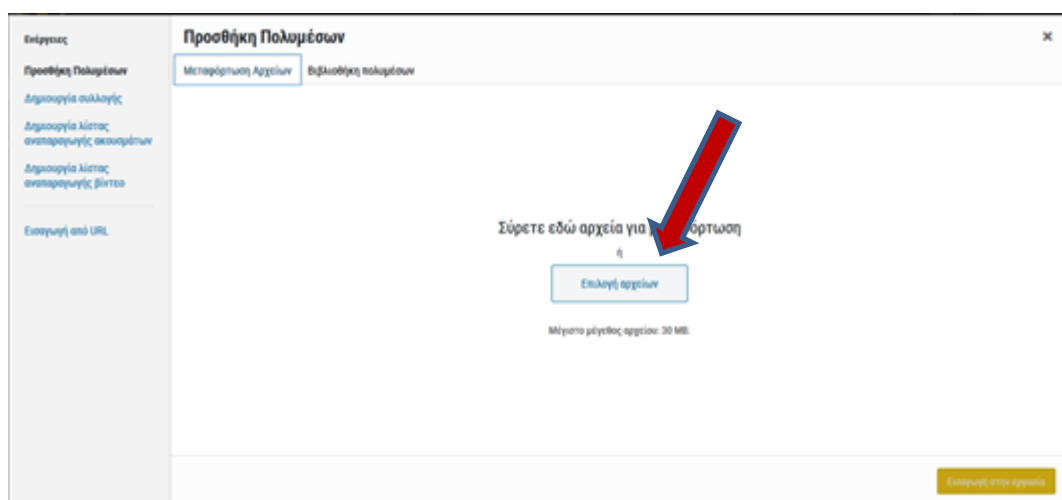 Ενέργειες
Προσθήκη Πολυμέσων
Δημιουργία συλλογής
Δημιουργία λίστας
αναπαραγωγής ακουσμάτων
Δημιουργία λίστας
αναπαραγωγής βίντεο
Εισαγωγή από URL
Προσθήκη Πολυμέσων
Μεταφόρτωση Αρχείων Βιβλιοθήκη πολυμέσων
Σύρετε εδώ αρχεία για
ή
Επιλογή αρχείων
Μέγιστο μέγεθος αρχείου: 30 MB.
Εισαγωγή στην εργασία